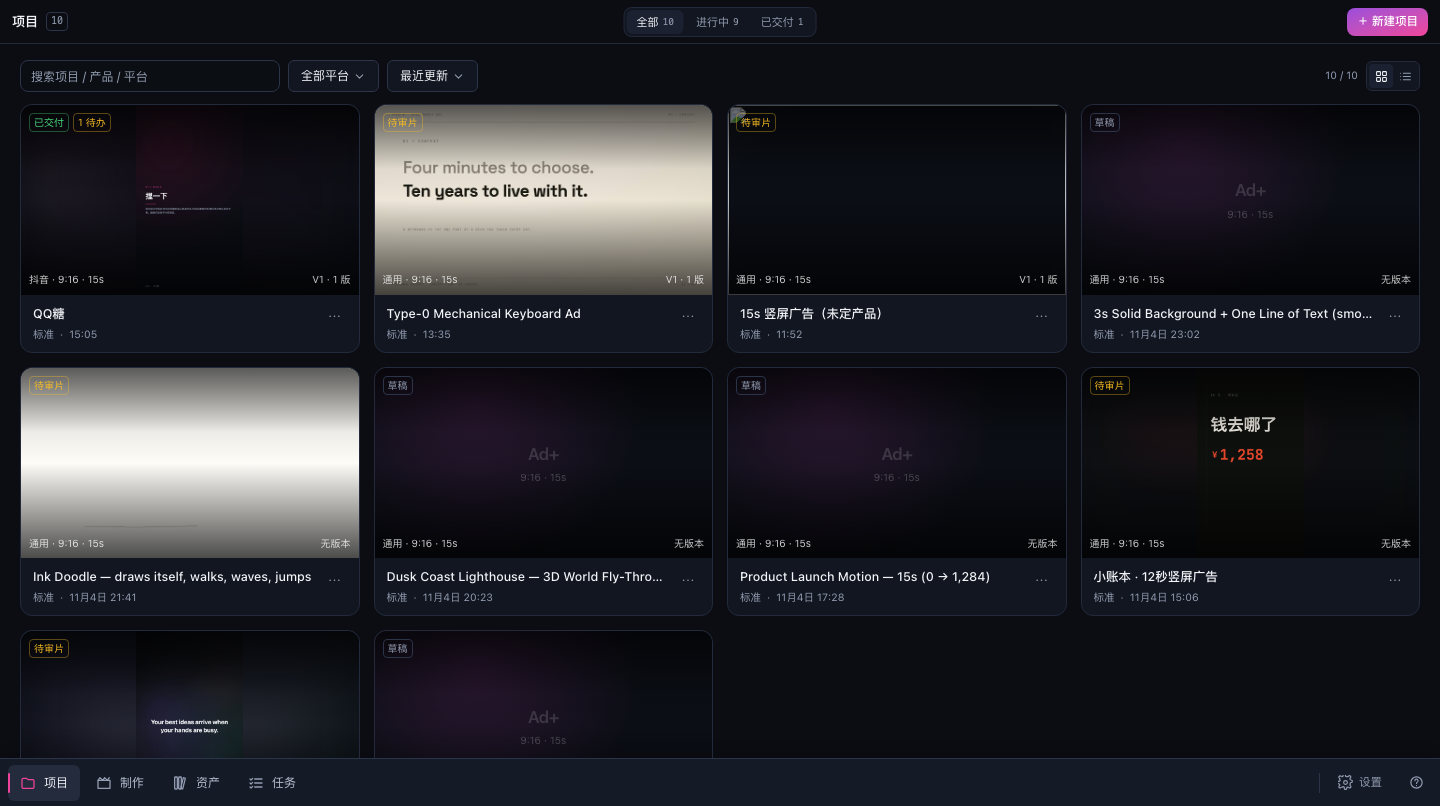 项目 10
全部 10 进行中 9 已交付 1
+ 新建项目
搜索项目 / 产品 / 平台
全部平台
最近更新
10 / 10
已交付 1 待办
捏一下
抖音 · 9:16 · 15s V1 · 1 版
QQ糖 ...
标准 · 15:05
待审片
Four minutes to choose.
Ten years to live with it.
通用 · 9:16 · 15s V1 · 1 版
Type-0 Mechanical Keyboard Ad ...
标准 · 13:35
待审片
通用 · 9:16 · 15s V1 · 1 版
15s 竖屏广告（未定产品） ...
标准 · 11:52
草稿
Ad+
9:16 · 15s
通用 · 9:16 · 15s 无版本
3s Solid Background + One Line of Text (smo... ...
标准 · 11月4日 23:02
待审片
通用 · 9:16 · 15s 无版本
Ink Doodle — draws itself, walks, waves, jumps ...
标准 · 11月4日 21:41
草稿
Ad+
9:16 · 15s
通用 · 9:16 · 15s 无版本
Dusk Coast Lighthouse — 3D World Fly-Thro... ...
标准 · 11月4日 20:23
草稿
Ad+
9:16 · 15s
通用 · 9:16 · 15s 无版本
Product Launch Motion — 15s (0 → 1,284) ...
标准 · 11月4日 17:28
待审片
钱去哪了
¥1,258
通用 · 9:16 · 15s 无版本
小账本 · 12秒竖屏广告 ...
标准 · 11月4日 15:06
待审片
Your best ideas arrive when
your hands are busy.
草稿
Ad+
9:16 · 15s
项目 制作 资产 任务 设置